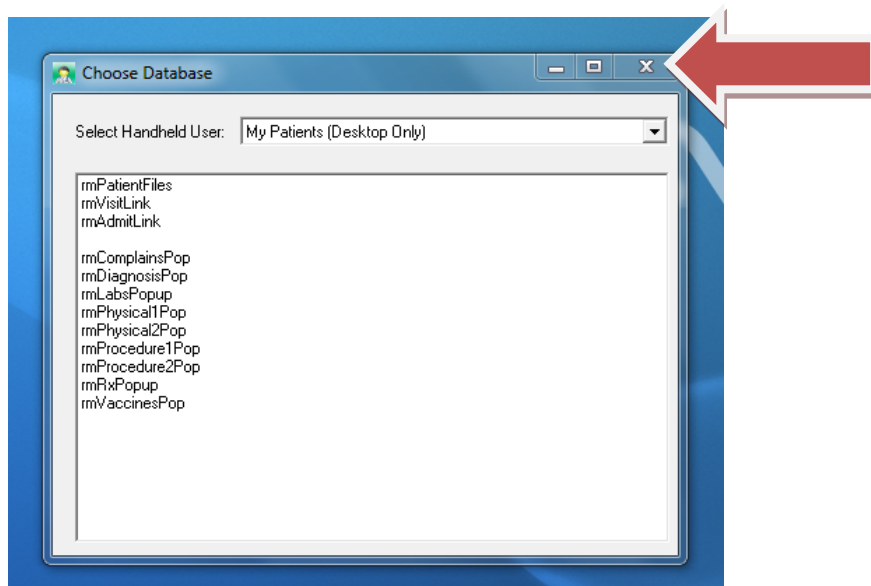 Choose Database
Select Handheld User: My Patients (Desktop Only)
rmPatientFiles
rmVisitLink
rmAdmitLink
rmComplainsPop
rmDiagnosisPop
rmLabsPopup
rmPhysical1Pop
rmPhysical2Pop
rmProcedure1Pop
rmProcedure2Pop
rmRxPopup
rmVaccinesPop